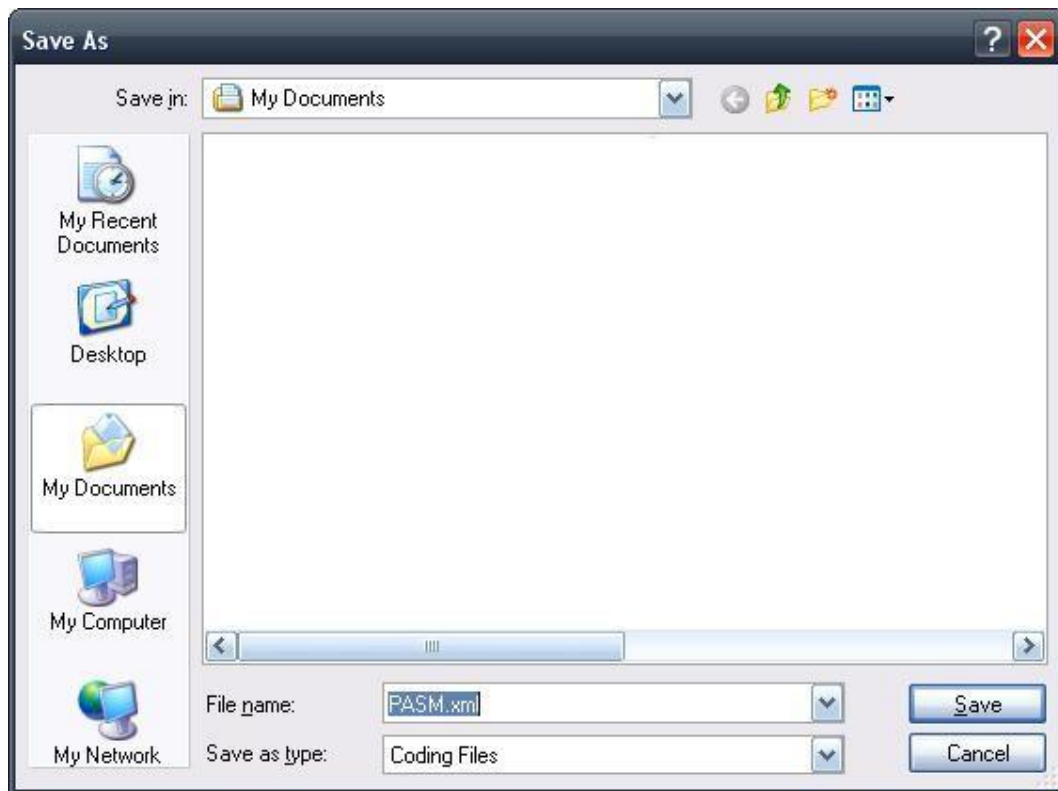 Save As
Save in: My Documents
My Recent
Documents
Desktop
My Documents
My Computer
My Network
File name: PASM.xml
Save
Save as type: Coding Files
Cancel